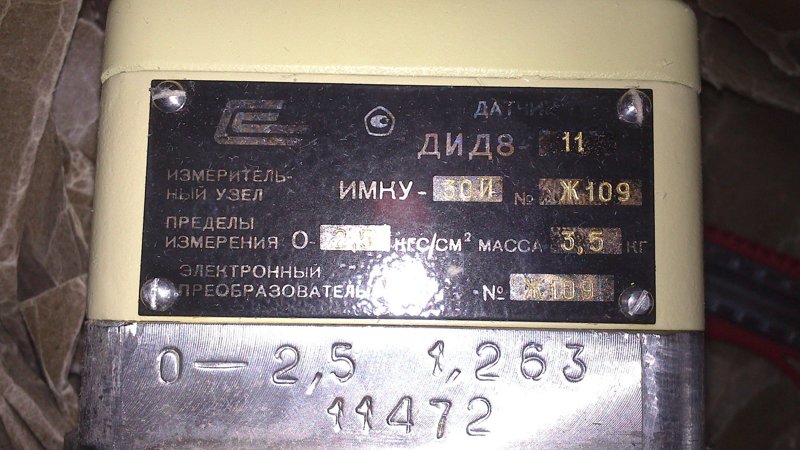 ДАТЧИК
ДИД8- 11
ИЗМЕРИТЕЛЬ-
НЫЙ УЗЕЛ ИМКУ- 30И № Ж109
ПРЕДЕЛЫ
ИЗМЕРЕНИЯ 0- 2,5 КГС/СМ² МАССА 3,5 КГ
ЭЛЕКТРОННЫЙ
ПРЕОБРАЗОВАТЕЛЬ № Ж109
0—2,5 1,263
11472